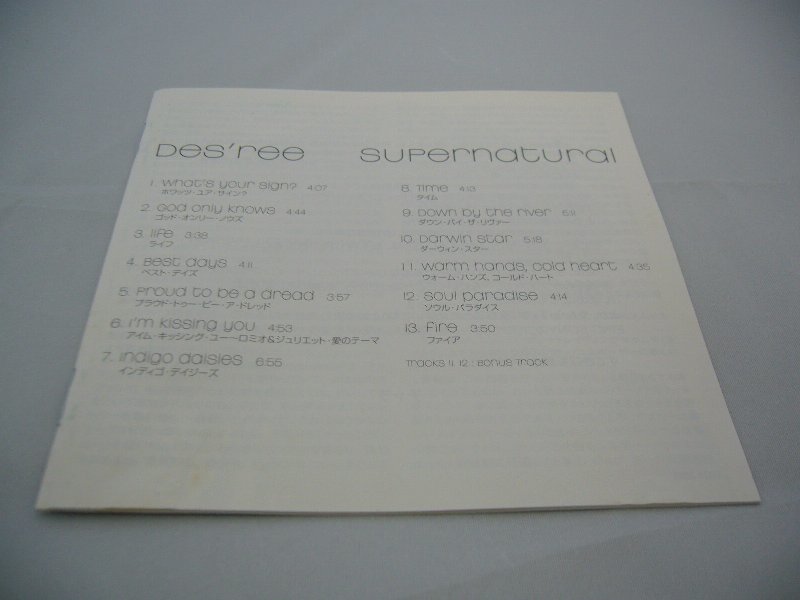 Des'ree supernatural
1. what's your sign? 4:07
ホワッツ・ユア・サイン?
2. God only knows 4:44
ゴッド・オンリー・ノウズ
3. life 3:38
ライフ
4. Best days 4:11
ベスト・デイズ
5. Proud to be a dread 3:57
プラウド・トゥー・ビー・ア・ドレッド
6. I'm kissing you 4:53
アイム・キッシング・ユー〜ロミオ&ジュリエット・愛のテーマ
7. indigo daisies 6:55
インディゴ デイジーズ
8. Time 4:13
タイム
9. Down by the river 5:11
ダウン・バイ・ザ・リヴァー
10. Darwin star 5:18
ダーウィン・スター
11. warm hands, cold heart 4:35
ウォーム・ハンズ、コールド・ハート
12. soul paradise 4:14
ソウル・パラダイス
13. Fire 3:50
ファイア
Tracks 11, 12 : Bonus Track